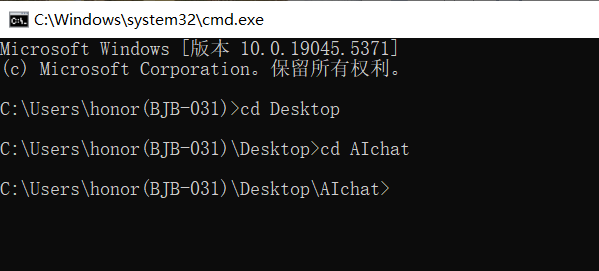 C:\Windows\system32\cmd.exe
Microsoft Windows [版本 10.0.19045.5371]
(c) Microsoft Corporation。保留所有权利。
C:\Users\honor(BJB-031)>cd Desktop
C:\Users\honor(BJB-031)\Desktop>cd AIchat
C:\Users\honor(BJB-031)\Desktop\AIchat>